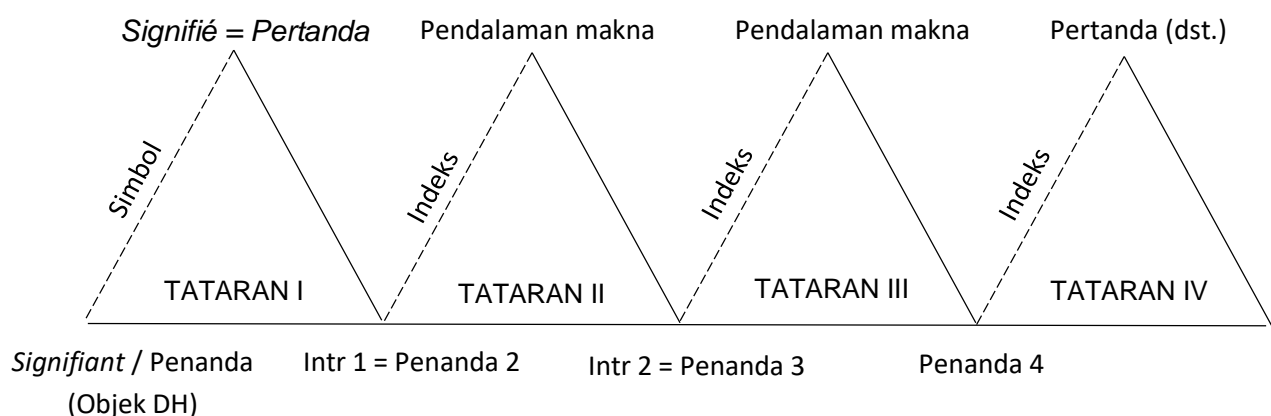 Signifié = Pertanda
Pendalaman makna
Pendalaman makna
Pertanda (dst.)
Simbol
Indeks
Indeks
Indeks
TATARAN I
TATARAN II
TATARAN III
TATARAN IV
Signifiant / Penanda
(Objek DH)
Intr 1 = Penanda 2
Intr 2 = Penanda 3
Penanda 4